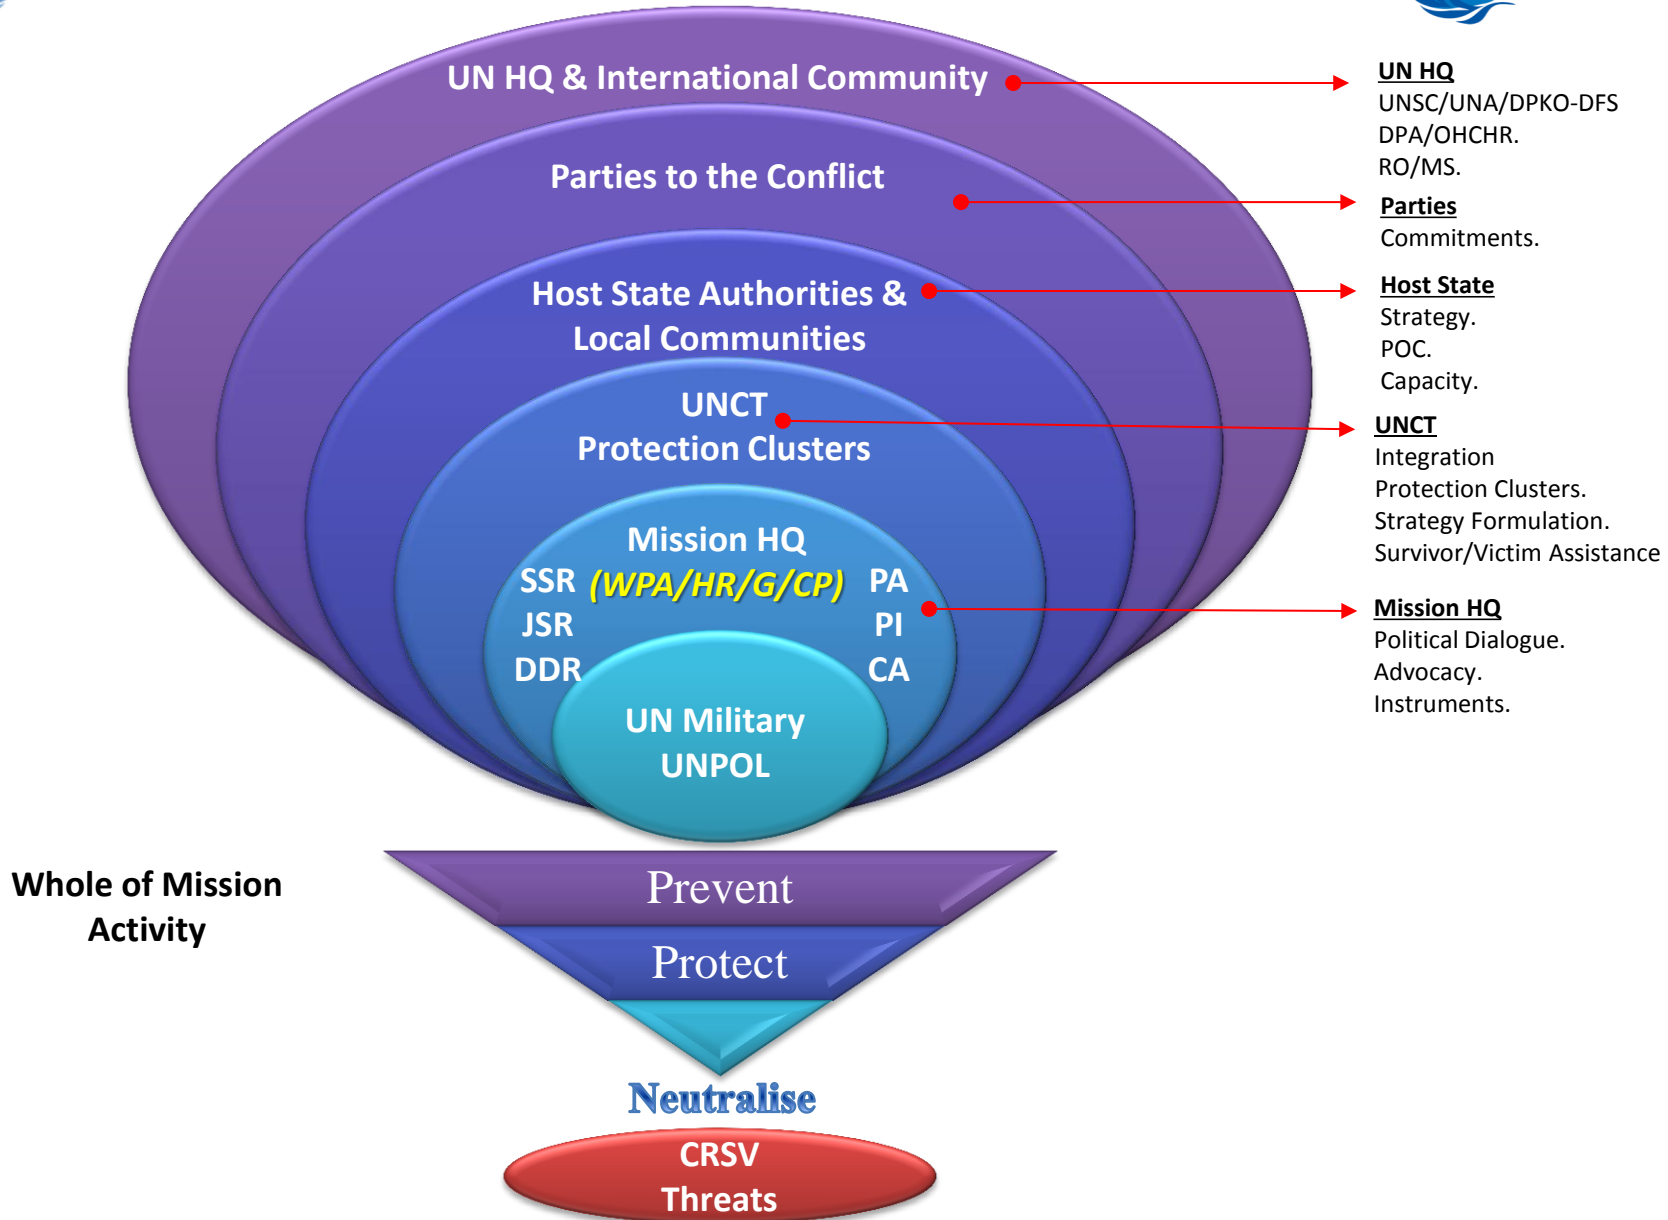 UN HQ & International Community
Parties to the Conflict
Host State Authorities &
Local Communities
UNCT
Protection Clusters
Mission HQ
(WPA/HR/G/CP)
SSR
JSR
DDR
PA
PI
CA
UN Military
UNPOL
UN HQ
UNSC/UNA/DPKO-DFS
DPA/OHCHR.
RO/MS.
Parties
Commitments.
Host State
Strategy.
POC.
Capacity.
UNCT
Integration
Protection Clusters.
Strategy Formulation.
Survivor/Victim Assistance
Mission HQ
Political Dialogue.
Advocacy.
Instruments.
Whole of Mission
Activity
Prevent
Protect
Neutralise
CRSV
Threats